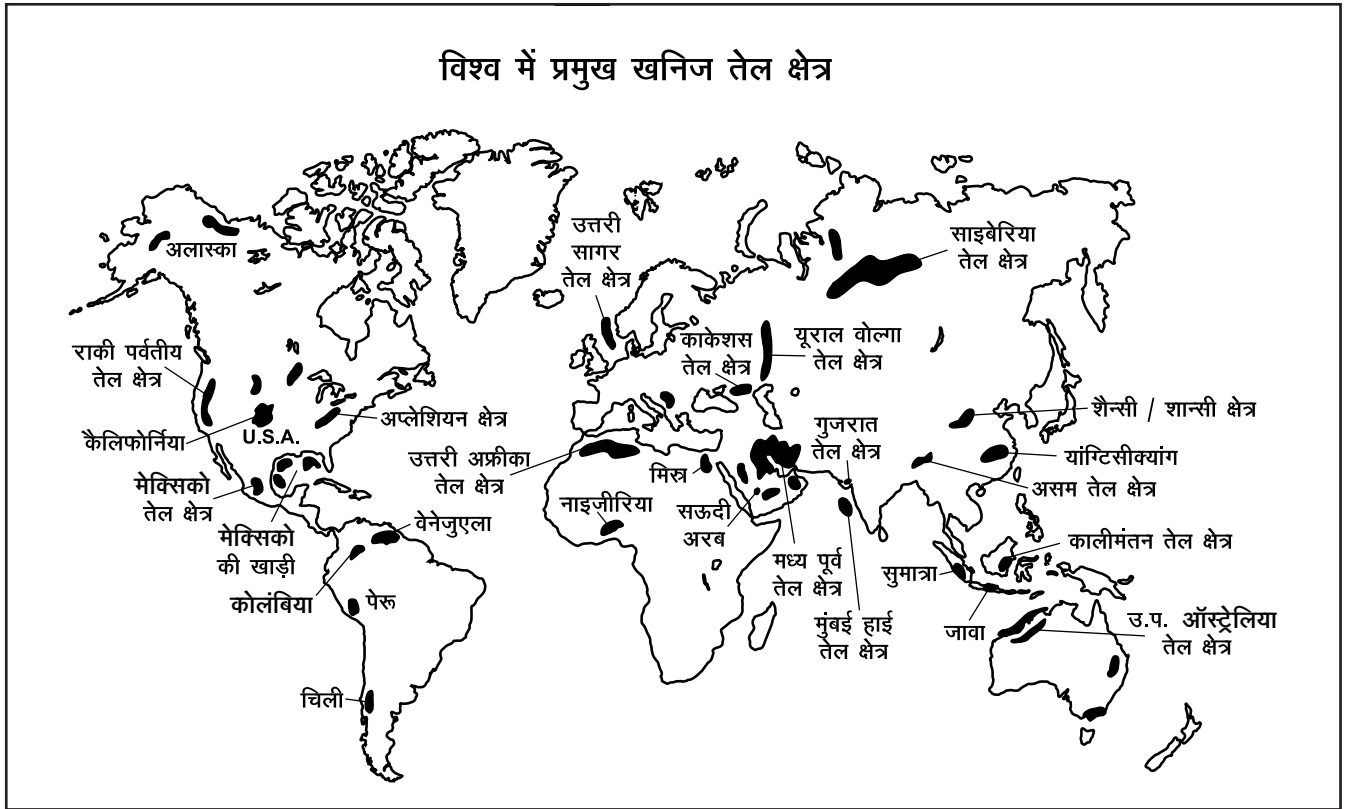 विश्व में प्रमुख खनिज तेल क्षेत्र
अलास्का
उत्तरी
सागर
तेल क्षेत्र
साइबेरिया
तेल क्षेत्र
राकी पर्वतीय
तेल क्षेत्र
काकेशस
तेल क्षेत्र
यूराल वोल्गा
तेल क्षेत्र
कैलिफोर्निया
U.S.A.
अप्लेशियन क्षेत्र
शैन्सी / शान्सी क्षेत्र
उत्तरी अफ्रीका
तेल क्षेत्र
मिस्र
गुजरात
तेल क्षेत्र
यांग्टिसीक्यांग
असम तेल क्षेत्र
मेक्सिको
तेल क्षेत्र
नाइजीरिया
सऊदी
अरब
मेक्सिको
की खाड़ी
वेनेजुएला
मध्य पूर्व
तेल क्षेत्र
कालीमंतन तेल क्षेत्र
सुमात्रा
कोलंबिया
पेरू
मुंबई हाई
तेल क्षेत्र
जावा
उ.प. ऑस्ट्रेलिया
तेल क्षेत्र
चिली